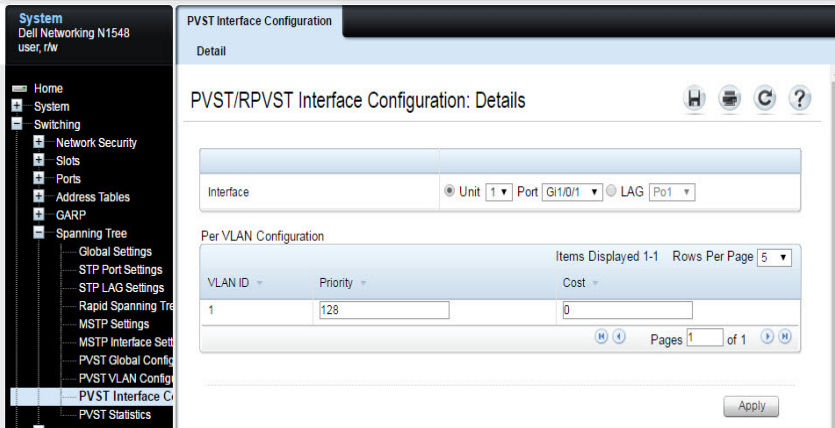 System
Dell Networking N1548
user, r/w
Home
System
Switching
Network Security
Slots
Ports
Address Tables
GARP
Spanning Tree
Global Settings
STP Port Settings
STP LAG Settings
Rapid Spanning Tre
MSTP Settings
MSTP Interface Sett
PVST Global Config
PVST VLAN Config
PVST Interface Co
PVST Statistics
PVST Interface Configuration
Detail
PVST/RPVST Interface Configuration: Details
Interface Unit 1 Port Gi1/0/1 LAG Po1
Per VLAN Configuration
Items Displayed 1-1 Rows Per Page 5
VLAN ID Priority Cost
1 128 0
Pages 1 of 1
Apply